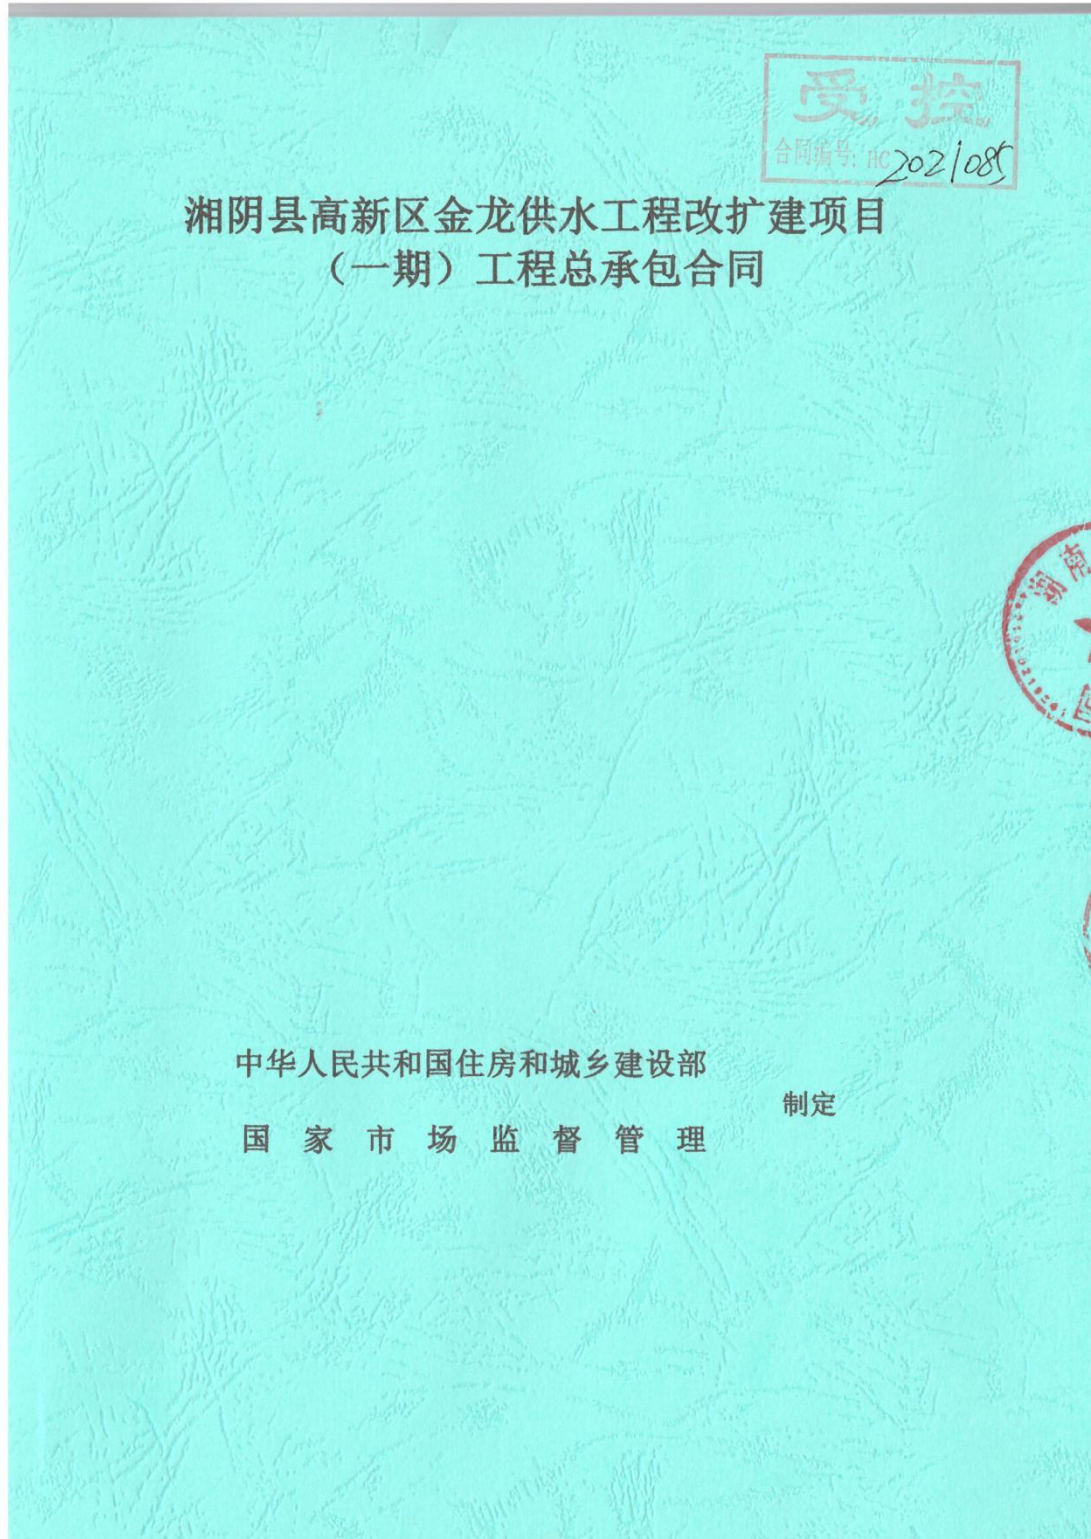 受控
合同编号: HC2021085
湘阴县高新区金龙供水工程改扩建项目
（一期）工程总承包合同
湖南
中华人民共和国住房和城乡建设部
制定
国家市场监督管理